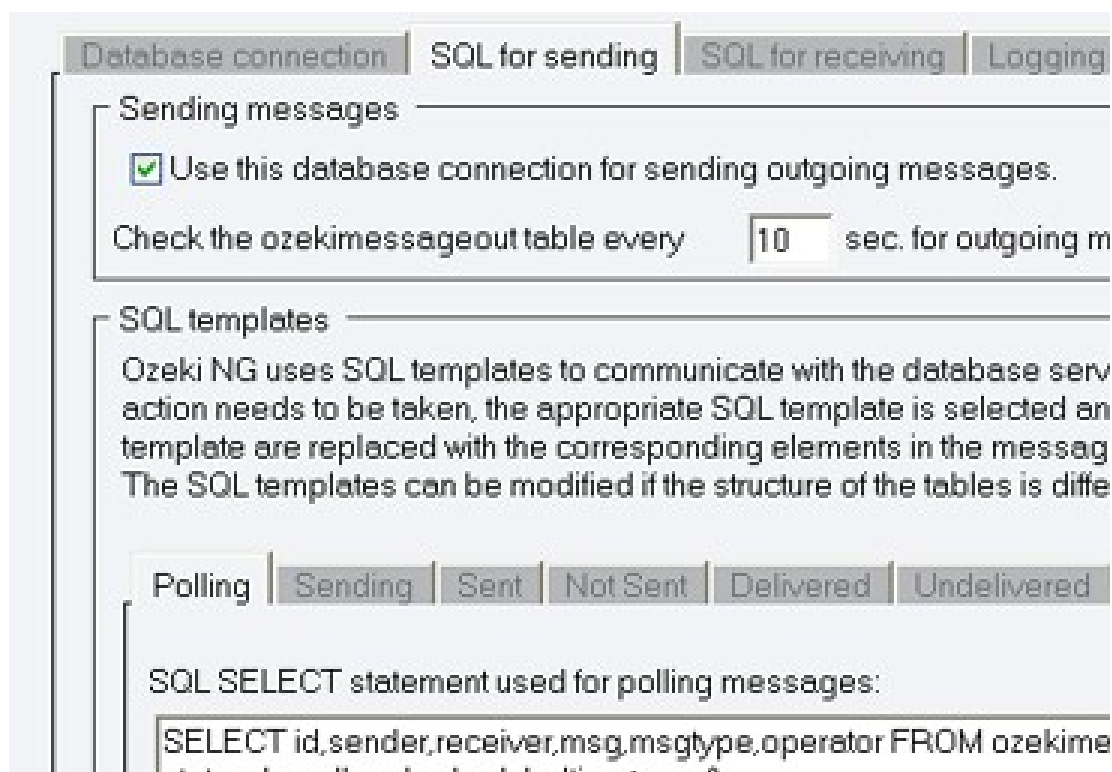 Database connection SQL for sending SQL for receiving Logging
Sending messages
Use this database connection for sending outgoing messages.
Check the ozekimessageout table every 10 sec. for outgoing m
SQL templates
Ozeki NG uses SQL templates to communicate with the database serv
action needs to be taken, the appropriate SQL template is selected an
template are replaced with the corresponding elements in the messag
The SQL templates can be modified if the structure of the tables is diffe
Polling Sending Sent Not Sent Delivered Undelivered
SQL SELECT statement used for polling messages:
SELECT id,sender,receiver,msg,msgtype,operator FROM ozekime